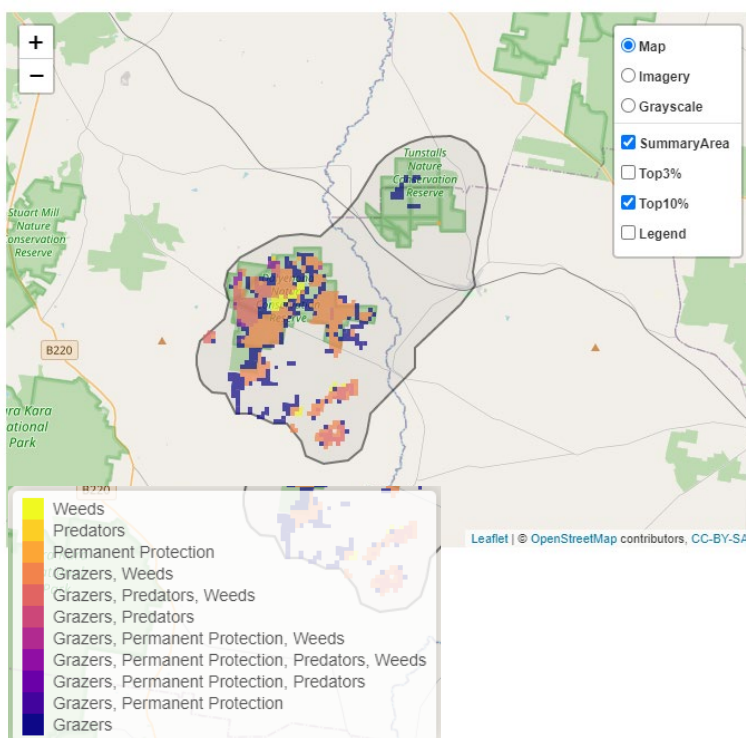 +
−
Map
Imagery
Grayscale
SummaryArea
Top3%
Top10%
Legend
Tunstalls
Nature
Conservation
Reserve
Stuart Mill
Nature
Conservation
Reserve
B220
ara Kara
National
Park
B220
Leaflet | © OpenStreetMap contributors, CC-BY-SA
Weeds
Predators
Permanent Protection
Grazers, Weeds
Grazers, Predators, Weeds
Grazers, Predators
Grazers, Permanent Protection, Weeds
Grazers, Permanent Protection, Predators, Weeds
Grazers, Permanent Protection, Predators
Grazers, Permanent Protection
Grazers